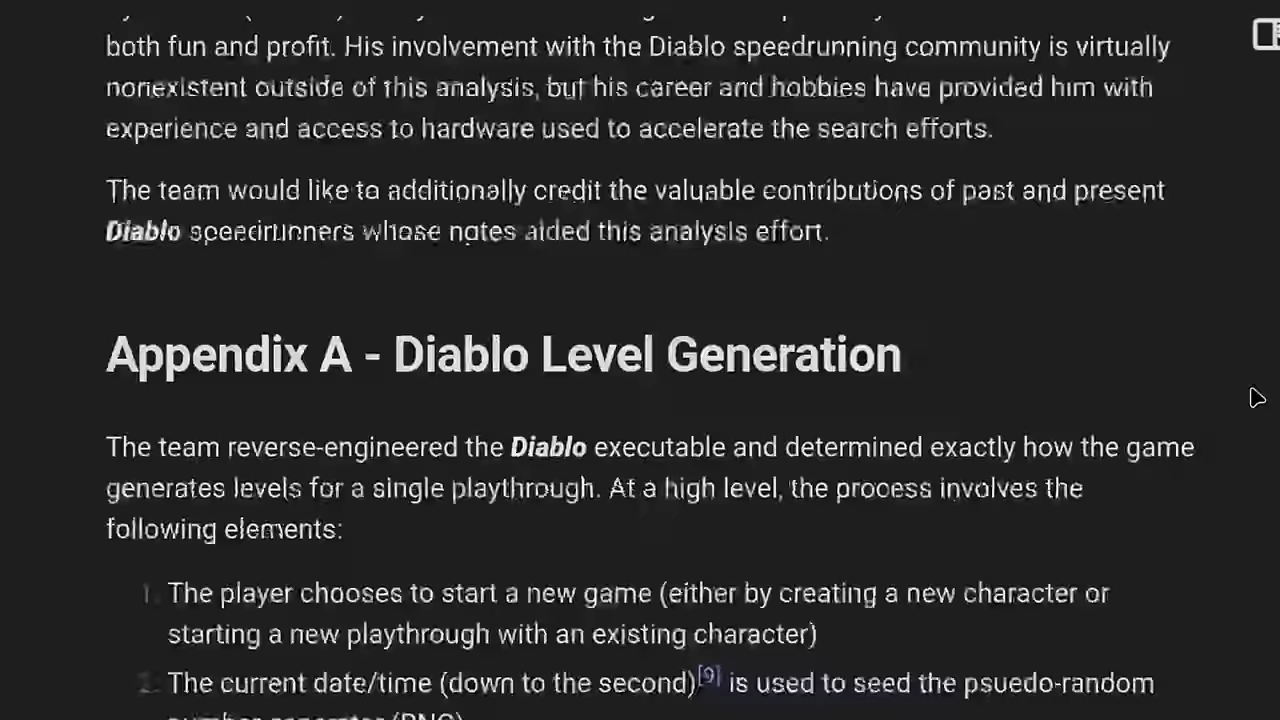 both fun and profit. His involvement with the Diablo speedrunning community is virtually
nonexistent outside of this analysis, but his career and hobbies have provided him with
experience and access to hardware used to accelerate the search efforts.
The team would like to additionally credit the valuable contributions of past and present
Diablo speedrunners whose notes aided this analysis effort.
Appendix A - Diablo Level Generation
The team reverse-engineered the Diablo executable and determined exactly how the game
generates levels for a single playthrough. At a high level, the process involves the
following elements:
1. The player chooses to start a new game (either by creating a new character or
starting a new playthrough with an existing character)
2. The current date/time (down to the second)[9] is used to seed the psuedo-random
number generator (PNG)